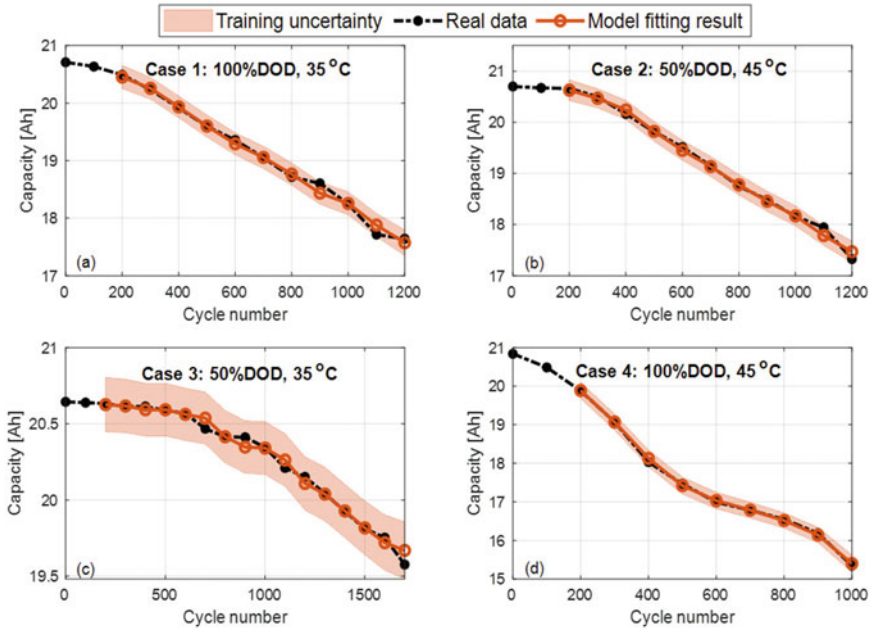 Training uncertainty Real data Model fitting result
Case 1: 100%DOD, 35 °C
Capacity [Ah]
21
20
19
18
17
(a)
0 200 400 600 800 1000 1200
Cycle number
Case 2: 50%DOD, 45 °C
Capacity [Ah]
21
20
19
18
17
(b)
0 200 400 600 800 1000 1200
Cycle number
Case 3: 50%DOD, 35 °C
Capacity [Ah]
21
20.5
20
19.5
(c)
0 500 1000 1500
Cycle number
Case 4: 100%DOD, 45 °C
Capacity [Ah]
21
20
19
18
17
16
15
(d)
0 200 400 600 800 1000
Cycle number